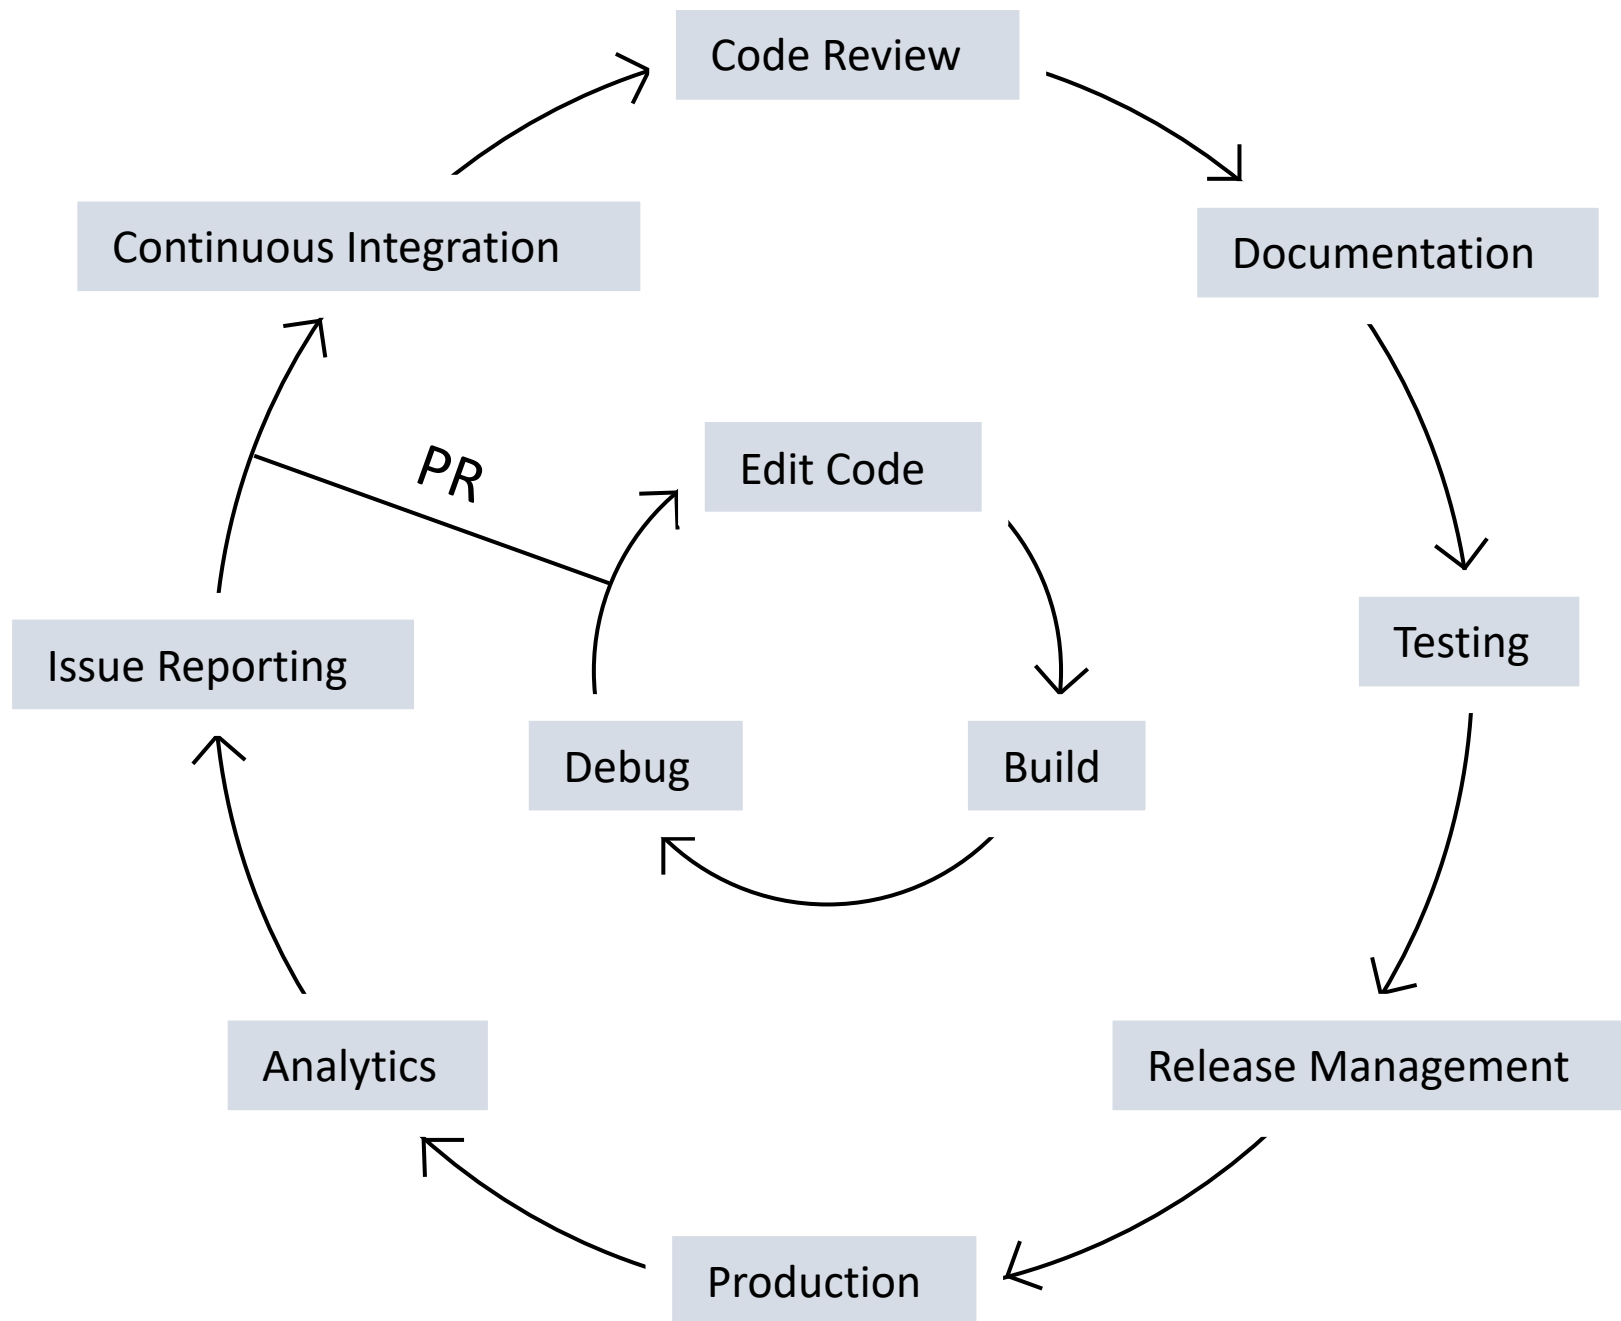 Code Review
Continuous Integration
Documentation
PR
Edit Code
Issue Reporting
Testing
Debug
Build
Analytics
Release Management
Production